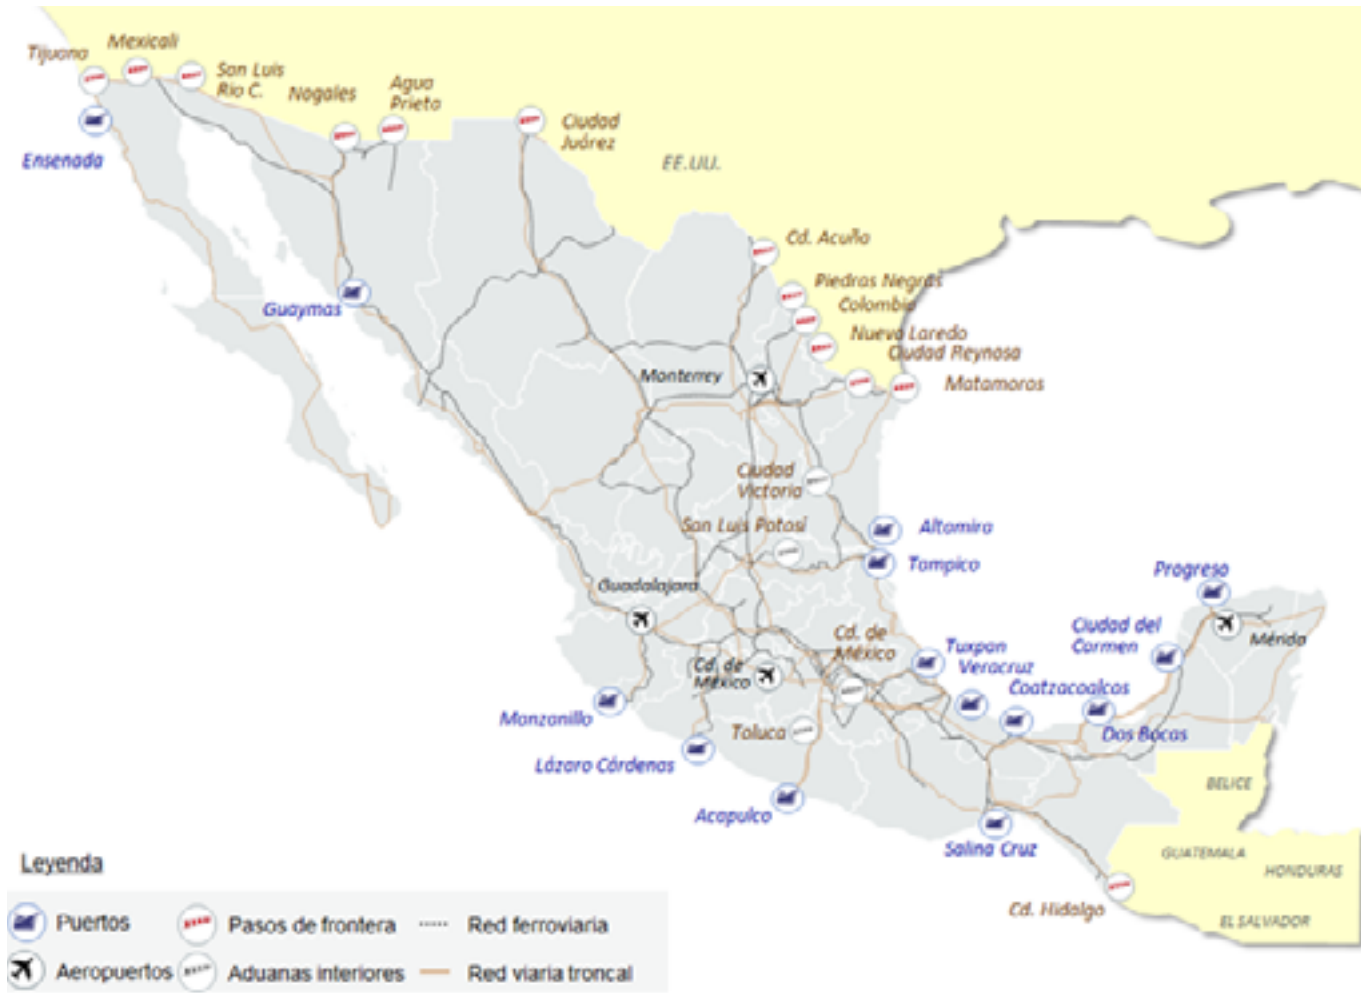 Tijuana
Mexicali
San Luis
Rio C.
Nogales
Agua
Prieta
Ciudad
Juárez
EE.UU.
Ensenada
Guaymas
Cd. Acuña
Piedras Negras
Colombia
Nuevo Laredo
Ciudad Reynosa
Matamoros
Monterrey
Ciudad
Victoria
San Luis Potosí
Altamira
Tampico
Guadalajara
Cd. de
México
Cd. de
México
Tuxpan
Veracruz
Coatzacoalcos
Dos Bocas
Ciudad del
Carmen
Progreso
Mérida
Manzanillo
Lázaro Cárdenas
Toluca
Acapulco
Salina Cruz
Cd. Hidalgo
BELICE
GUATEMALA
HONDURAS
EL SALVADOR
Leyenda
Puertos
Pasos de frontera
Red ferroviaria
Aeropuertos
Aduanas interiores
Red viaria troncal